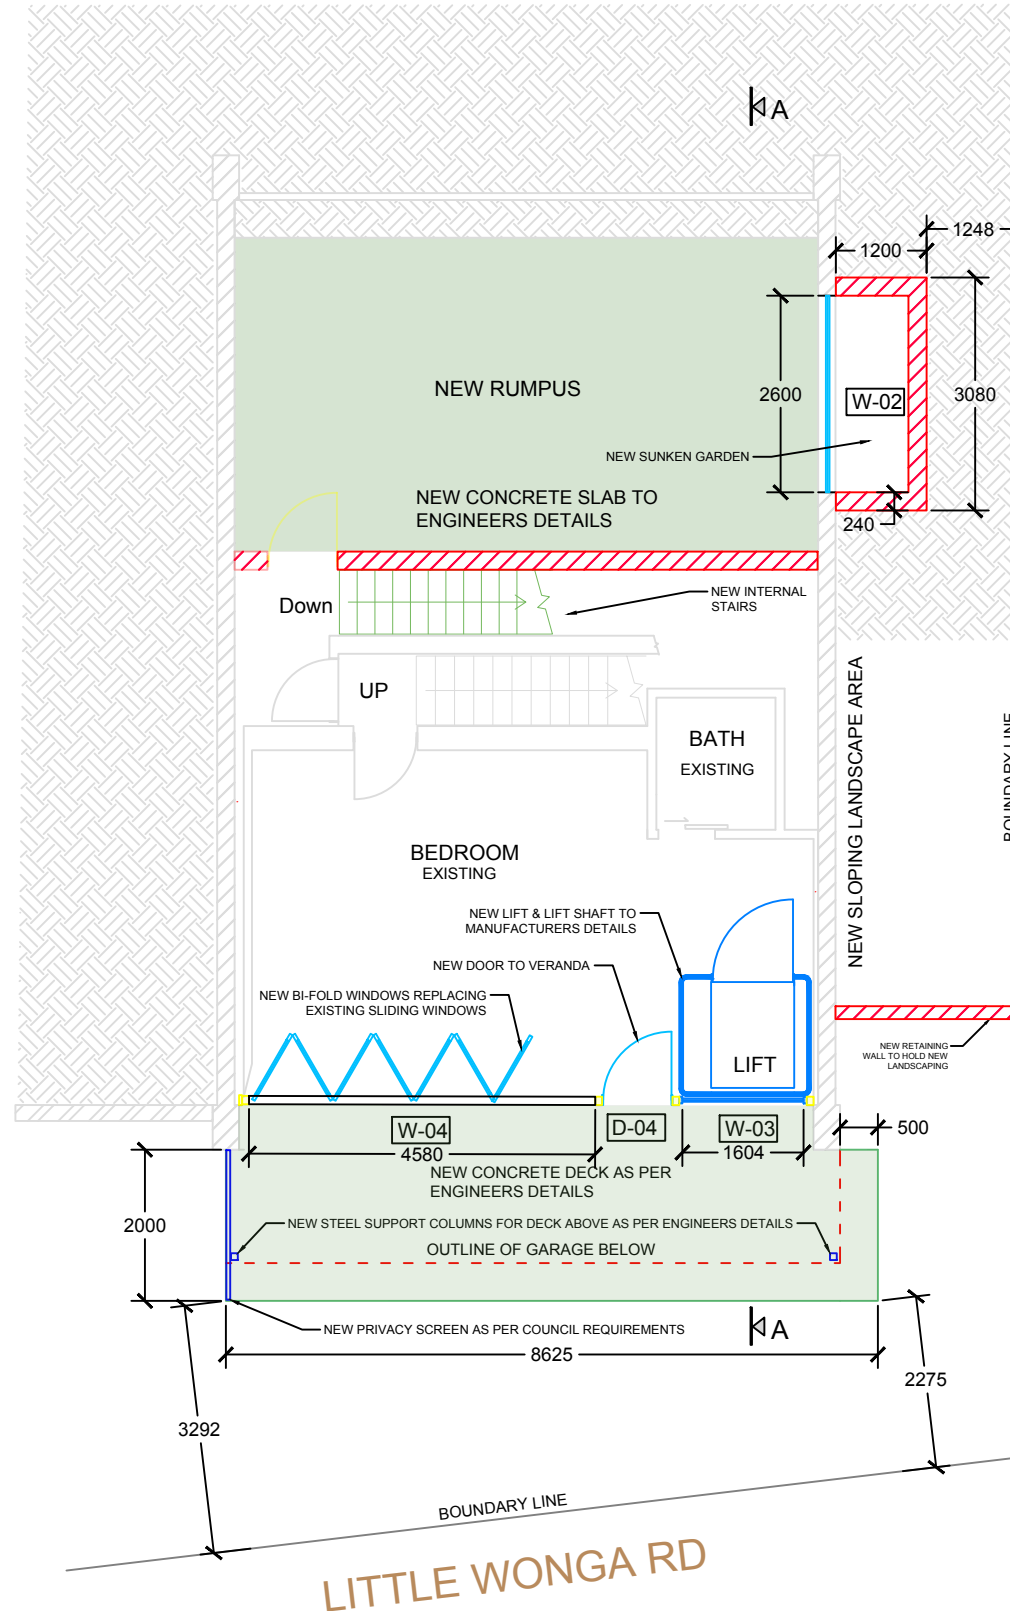 A
1248
1200
NEW RUMPUS
2600
W-02
3080
NEW SUNKEN GARDEN
NEW CONCRETE SLAB TO
ENGINEERS DETAILS
240
Down
NEW INTERNAL
STAIRS
UP
BATH
EXISTING
NEW SLOPING LANDSCAPE AREA
BOUNDARY LINE
BEDROOM
EXISTING
NEW LIFT & LIFT SHAFT TO
MANUFACTURERS DETAILS
NEW DOOR TO VERANDA
NEW BI-FOLD WINDOWS REPLACING
EXISTING SLIDING WINDOWS
LIFT
NEW RETAINING
WALL TO HOLD NEW
LANDSCAPING
W-04
D-04
W-03
500
4580
1604
NEW CONCRETE DECK AS PER
ENGINEERS DETAILS
2000
NEW STEEL SUPPORT COLUMNS FOR DECK ABOVE AS PER ENGINEERS DETAILS
OUTLINE OF GARAGE BELOW
NEW PRIVACY SCREEN AS PER COUNCIL REQUIREMENTS
A
8625
2275
3292
BOUNDARY LINE
LITTLE WONGA RD